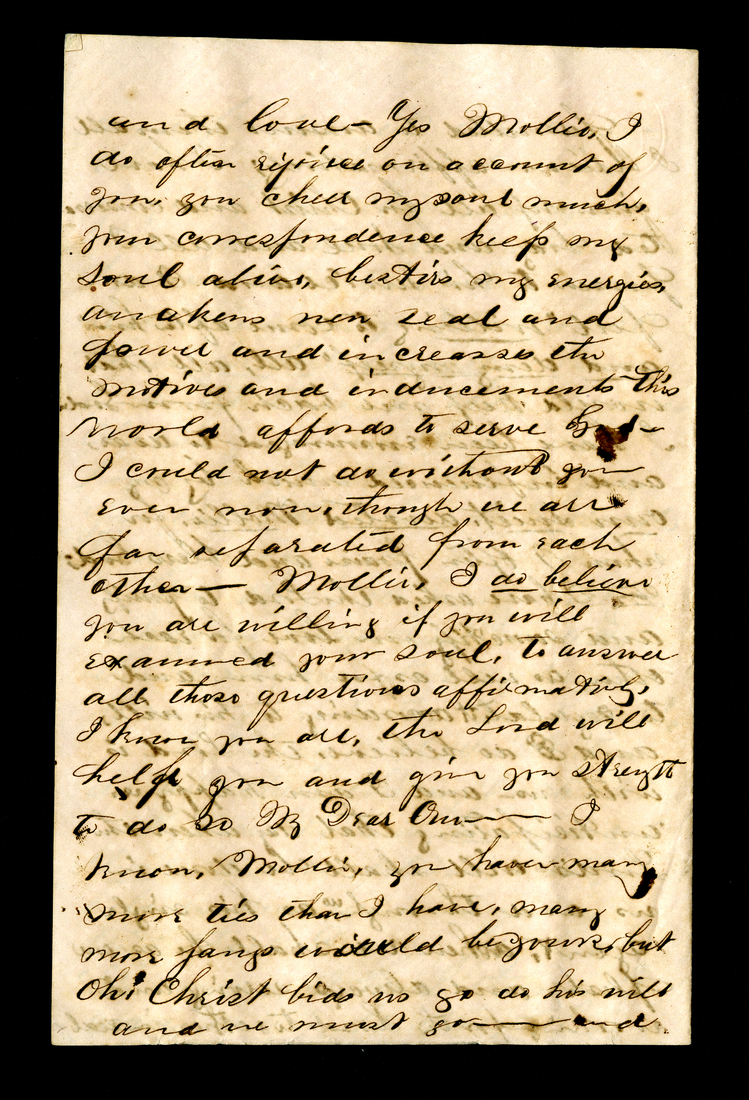 and love – Yes Mollie, I
do often rejoice on account of
you, you cheer my soul much,
your correspondence keeps my
soul alive, bestirs my energies,
awakens new zeal and
power and increases the
motives and inducements this
world affords to serve God –
I could not do without you
even now, though we are
far separated from each
other – Mollie, I do believe
you are willing if you will
examined your soul, to answer
all those questions affirmatively,
I know you are, the Lord will
help you and give you strength
to do so My Dear One – I
know, Mollie, you have many
more ties than I have, many
more pangs would be yours, but
Oh! Christ bids us go do his will
and we must go – and